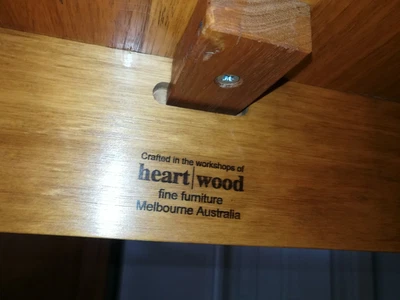 Crafted in the workshops of
heart|wood
fine furniture
Melbourne Australia